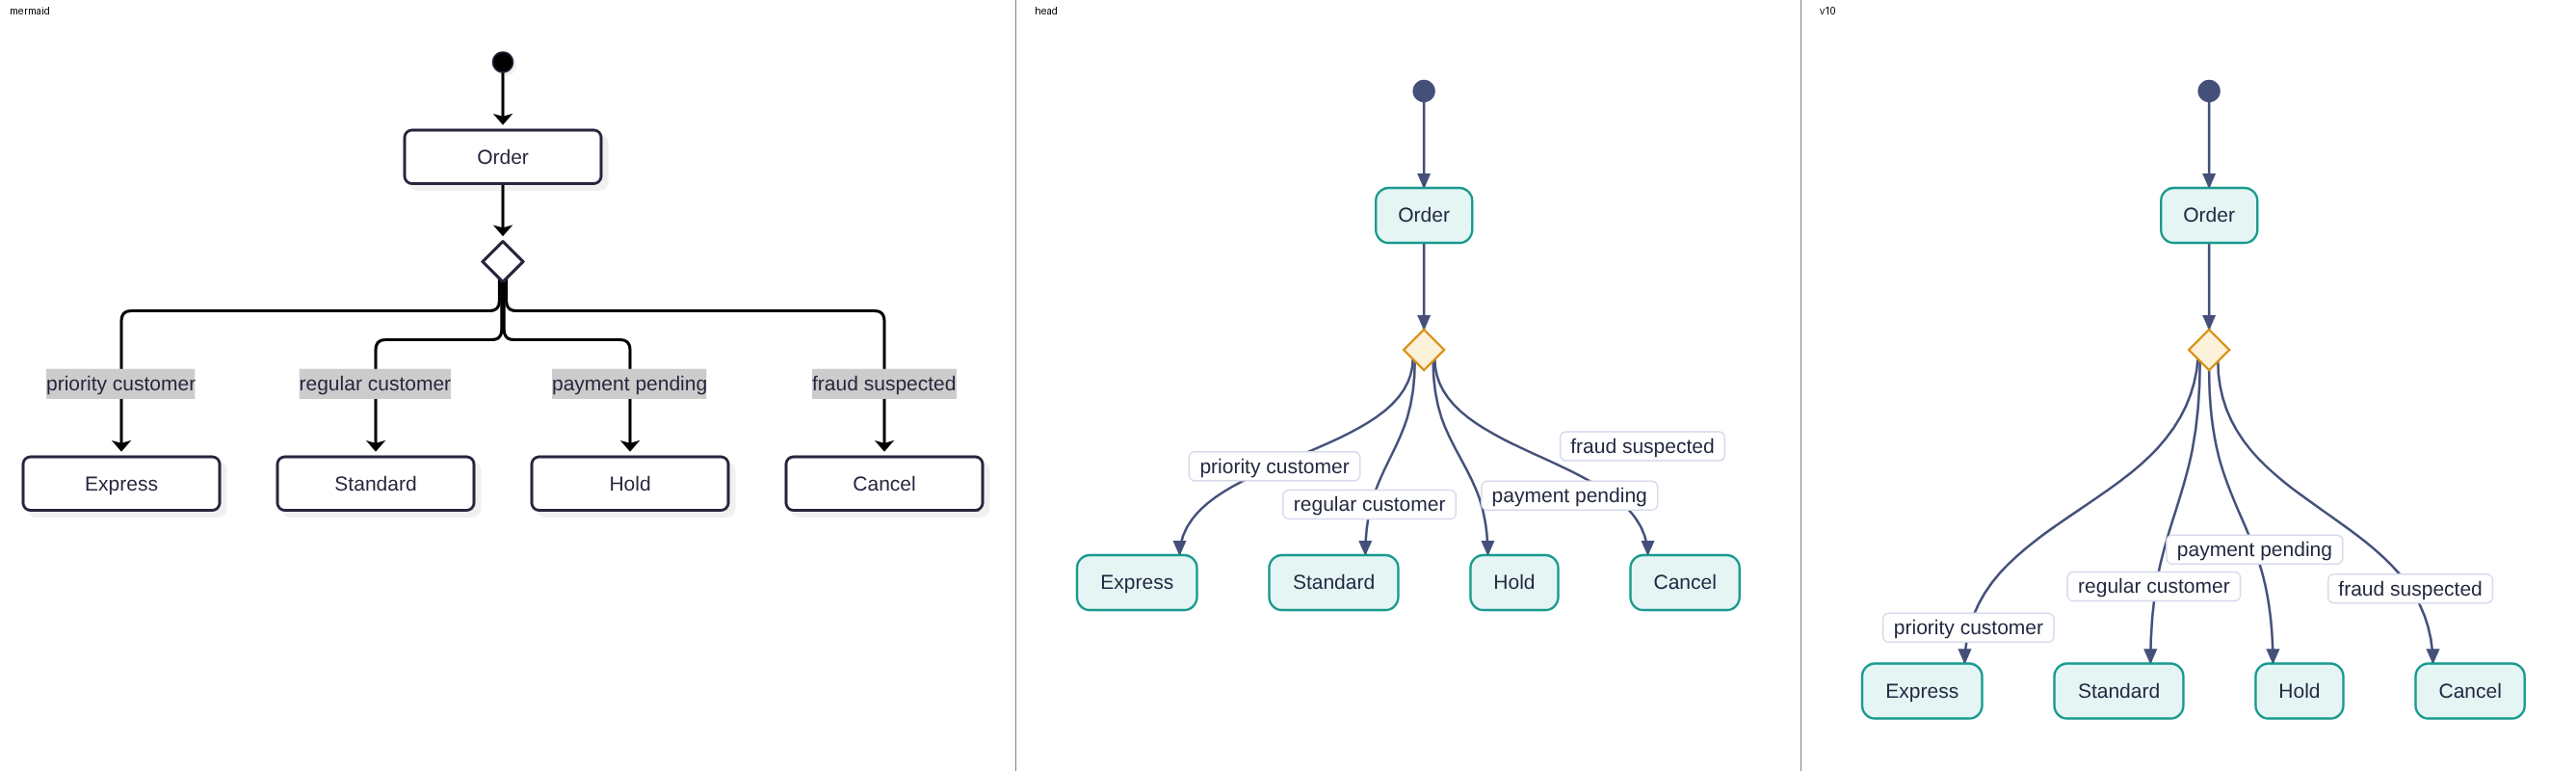 mermaid
Order
priority customer
regular customer
payment pending
fraud suspected
Express
Standard
Hold
Cancel
head
Order
fraud suspected
priority customer
payment pending
regular customer
Express
Standard
Hold
Cancel
v10
Order
payment pending
regular customer
fraud suspected
priority customer
Express
Standard
Hold
Cancel